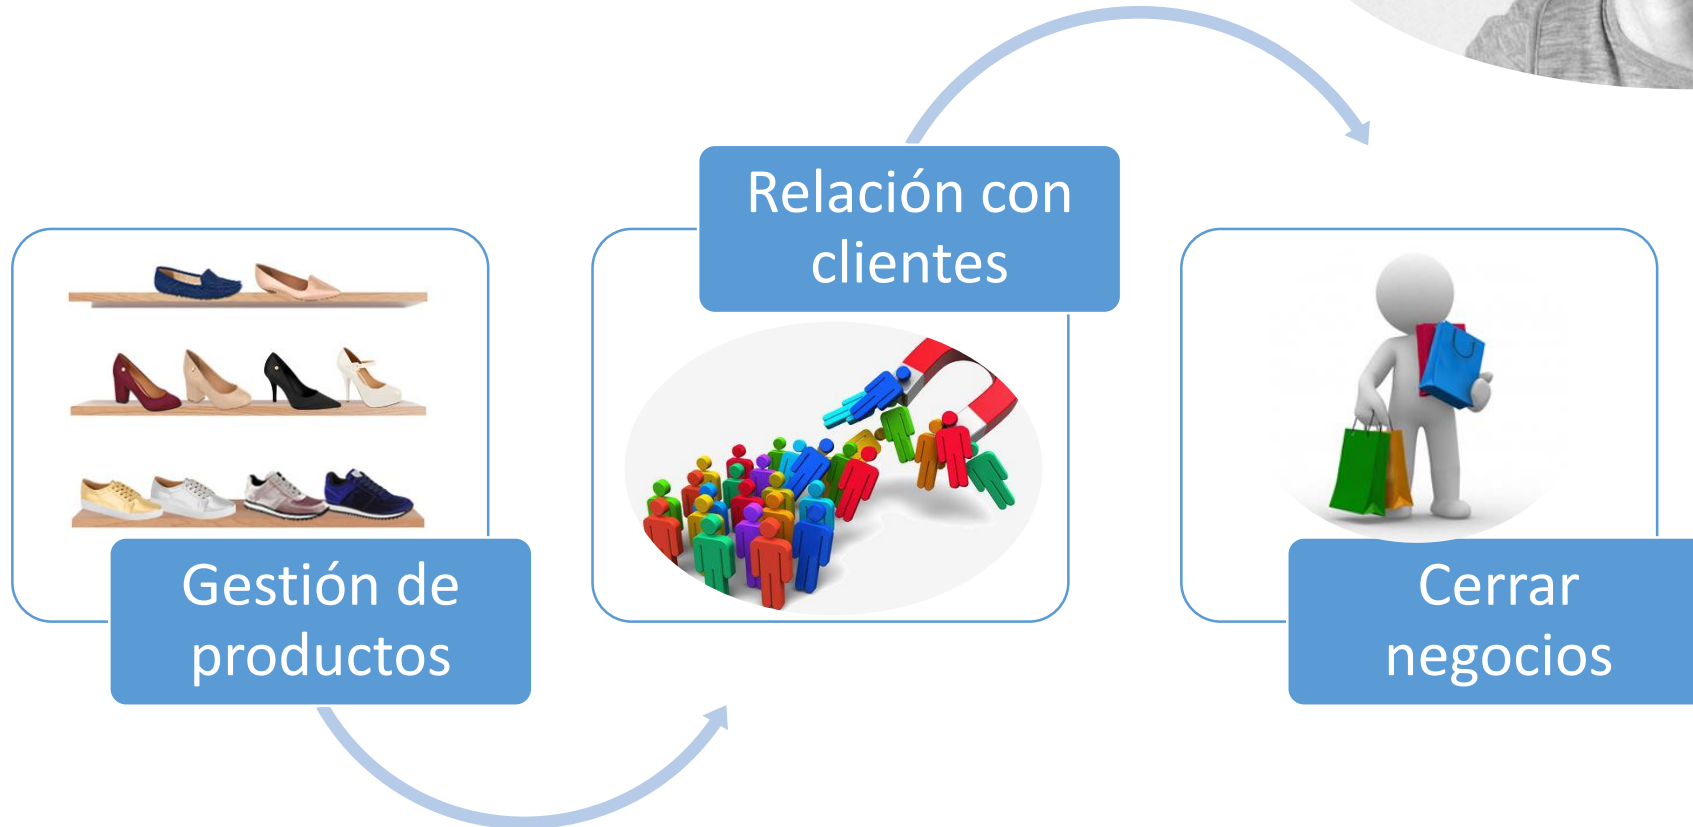 Relación con
clientes
Gestión de
productos
Cerrar
negocios